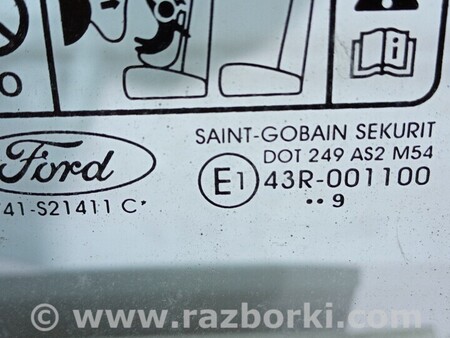 O
SAINT-GOBAIN SEKURIT
Ford
DOT 249 AS2 M54
E1
43R-001100
41-S21411 C•
•• 9
© www.razborki.com